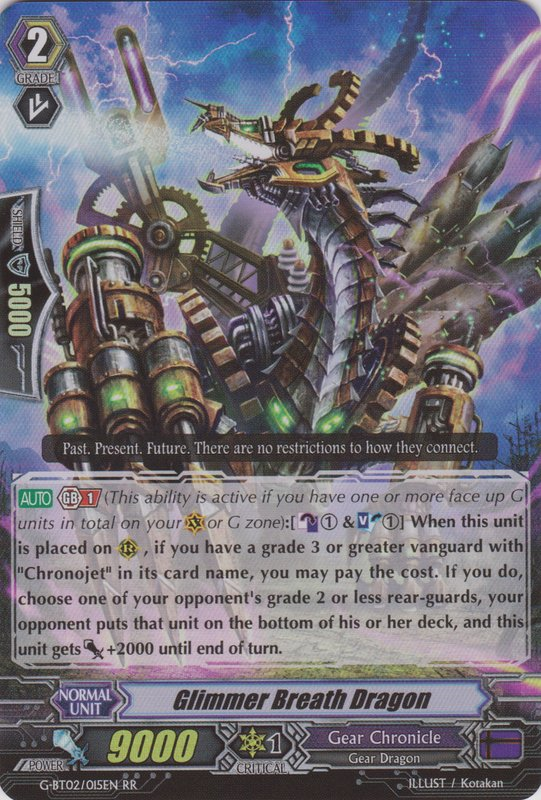 2
GRADE
SHIELD
5000
Past. Present. Future. There are no restrictions to how they connect.
AUTO GB 1 (This ability is active if you have one or more face up G
units in total on your V or G zone):[①&V①] When this unit
is placed on R, if you have a grade 3 or greater vanguard with
"Chronojet" in its card name, you may pay the cost. If you do,
choose one of your opponent's grade 2 or less rear-guards, your
opponent puts that unit on the bottom of his or her deck, and this
unit gets +2000 until end of turn.
NORMAL
UNIT
Glimmer Breath Dragon
POWER
9000
1
CRITICAL
Gear Chronicle
Gear Dragon
G-BT02/015EN RR
ILLUST / Kotakan